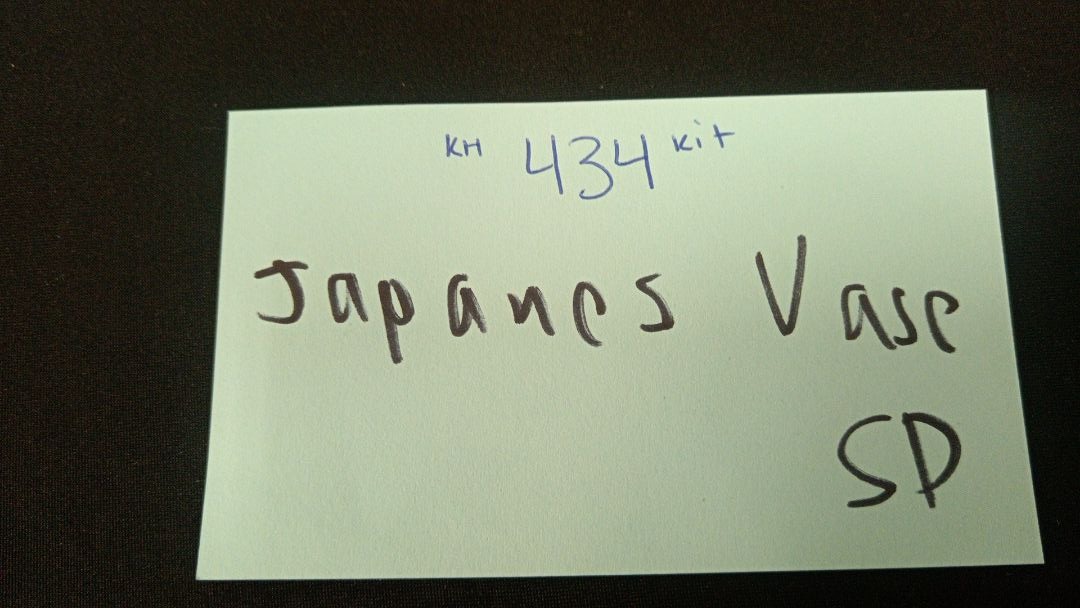 KH 434 Kit
Japanes Vase
SP